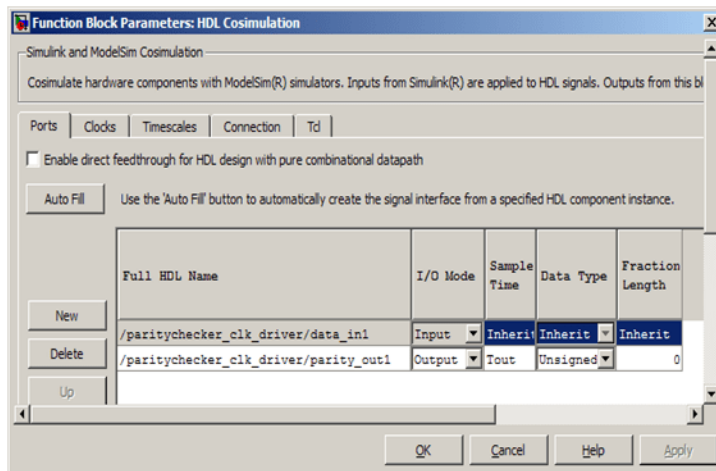 Function Block Parameters: HDL Cosimulation
Simulink and ModelSim Cosimulation
Cosimulate hardware components with ModelSim(R) simulators. Inputs from Simulink(R) are applied to HDL signals. Outputs from this bl
Ports Clocks Timescales Connection Tcl
Enable direct feedthrough for HDL design with pure combinational datapath
Auto Fill Use the 'Auto Fill' button to automatically create the signal interface from a specified HDL component instance.
Full HDL Name I/O Mode Sample Time Data Type Fraction Length
New
/paritychecker_clk_driver/data_in1 Input Inherit Inherit Inherit
Delete
/paritychecker_clk_driver/parity_out1 Output Tout Unsigned 0
Up
OK Cancel Help Apply